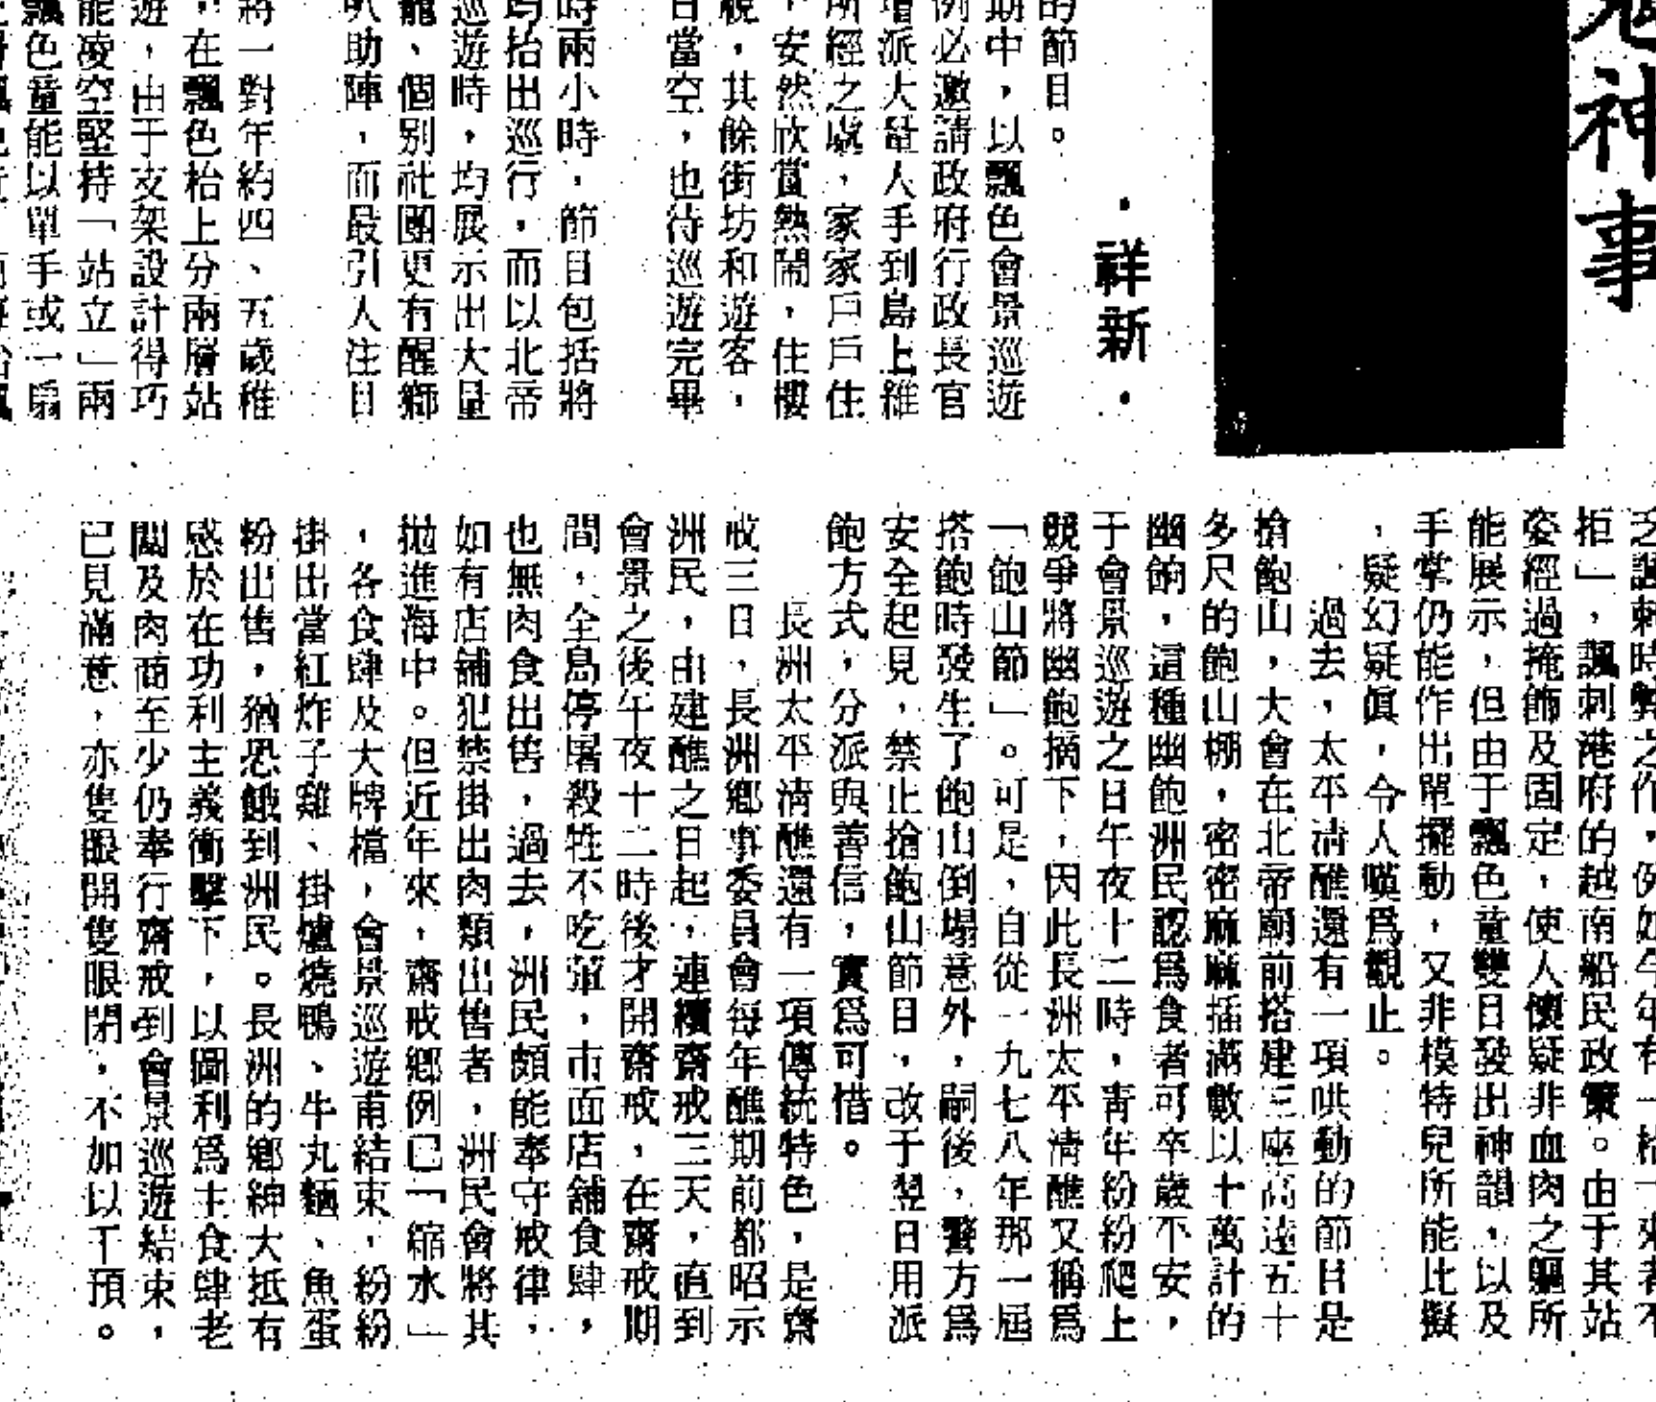 神事
・祥新・
的節目。
期中，以飄色會景巡遊
例必邀請政府行政長官
增派大量人手到島上維
所經之處，家家戶戶住
，安然欣賞熱鬧，住樓
，其餘街坊和遊客，
日當空，也待巡遊完畢
時兩小時，節目包括將
均抬出巡行，而以北帝
巡遊時，均展示出大量
龍、個別社團更有醒獅
助陣，而最引人注目
將一對年約四、五歲稚
，在飄色枱上分兩層站
遊，由于支架設計得巧
能凌空堅持「站立」兩
飄色童能以單手或一扇
乏諷刺時弊之作，例如今年有一枱「來者不
拒」，諷刺港府的越南船民政策。由于其站
姿經過掩飾及固定，使人懷疑非血肉之軀所
能展示，但由于飄色童雙目發出神韻，以及
手掌仍能作出單擺動，又非模特兒所能比擬
，疑幻疑眞，令人嘆爲觀止。
過去，太平清醮還有一項哄動的節目是
搶飽山，大會在北帝廟前搭建三座高達五十
多尺的飽山棚，密密麻麻插滿數以十萬計的
幽飽，這種幽飽洲民認爲食者可卒歲不安，
于會景巡遊之日午夜十二時，青年紛紛爬上
競爭將幽飽摘下，因此長洲太平清醮又稱爲
「飽山節」。可是，自從一九七八年那一屆
搭飽時發生了飽山倒塌意外，嗣後，警方爲
安全起見，禁止搶飽山節目，改于翌日用派
飽方式，分派與善信，實爲可惜。
長洲太平清醮還有一項傳統特色，是齋
戒三日，長洲鄉事委員會每年醮期前都昭示
洲民，由建醮之日起，連續齋戒三天，直到
會景之後午夜十二時後才開齋戒，在齋戒期
間，全島停屠殺牲不吃葷，市面店舖食肆，
也無肉食出售，過去，洲民頗能奉守戒律，
如有店舖犯禁掛出肉類出售者，洲民會將其
拋進海中。但近年來，齋戒鄉例已「縮水」
，各食肆及大牌檔，會景巡遊甫結束，紛紛
掛出當紅炸子雞、掛爐燒鴨、牛丸麵、魚蛋
粉出售，猶恐餓到洲民。長洲的鄉紳大抵有
惑於在功利主義衝擊下，以圖利爲主食肆老
闆及肉商至少仍奉行齋戒到會景巡遊結束，
已見滿意，亦隻眼開隻眼閉，不加以干預。